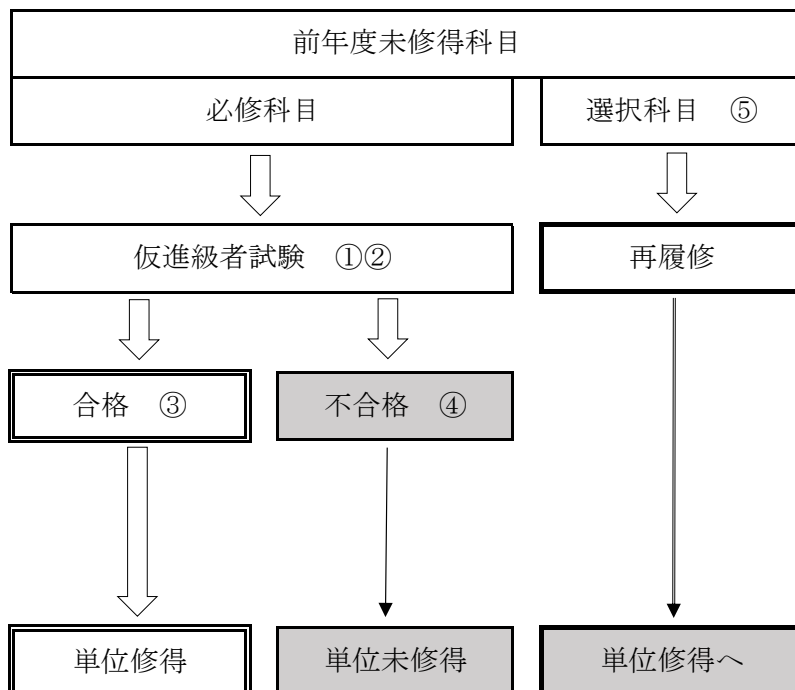 前年度未修得科目
必修科目
選択科目 ⑤
仮進級者試験 ①②
再履修
合格 ③
不合格 ④
単位修得
単位未修得
単位修得へ